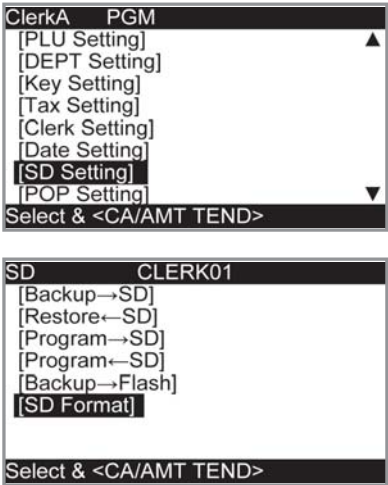 ClerkA PGM
[PLU Setting] ▲
[DEPT Setting]
[Key Setting]
[Tax Setting]
[Clerk Setting]
[Date Setting]
[SD Setting]
[POP Setting] ▼
Select & <CA/AMT TEND>
SD CLERK01
[Backup→SD]
[Restore←SD]
[Program→SD]
[Program←SD]
[Backup→Flash]
[SD Format]
Select & <CA/AMT TEND>